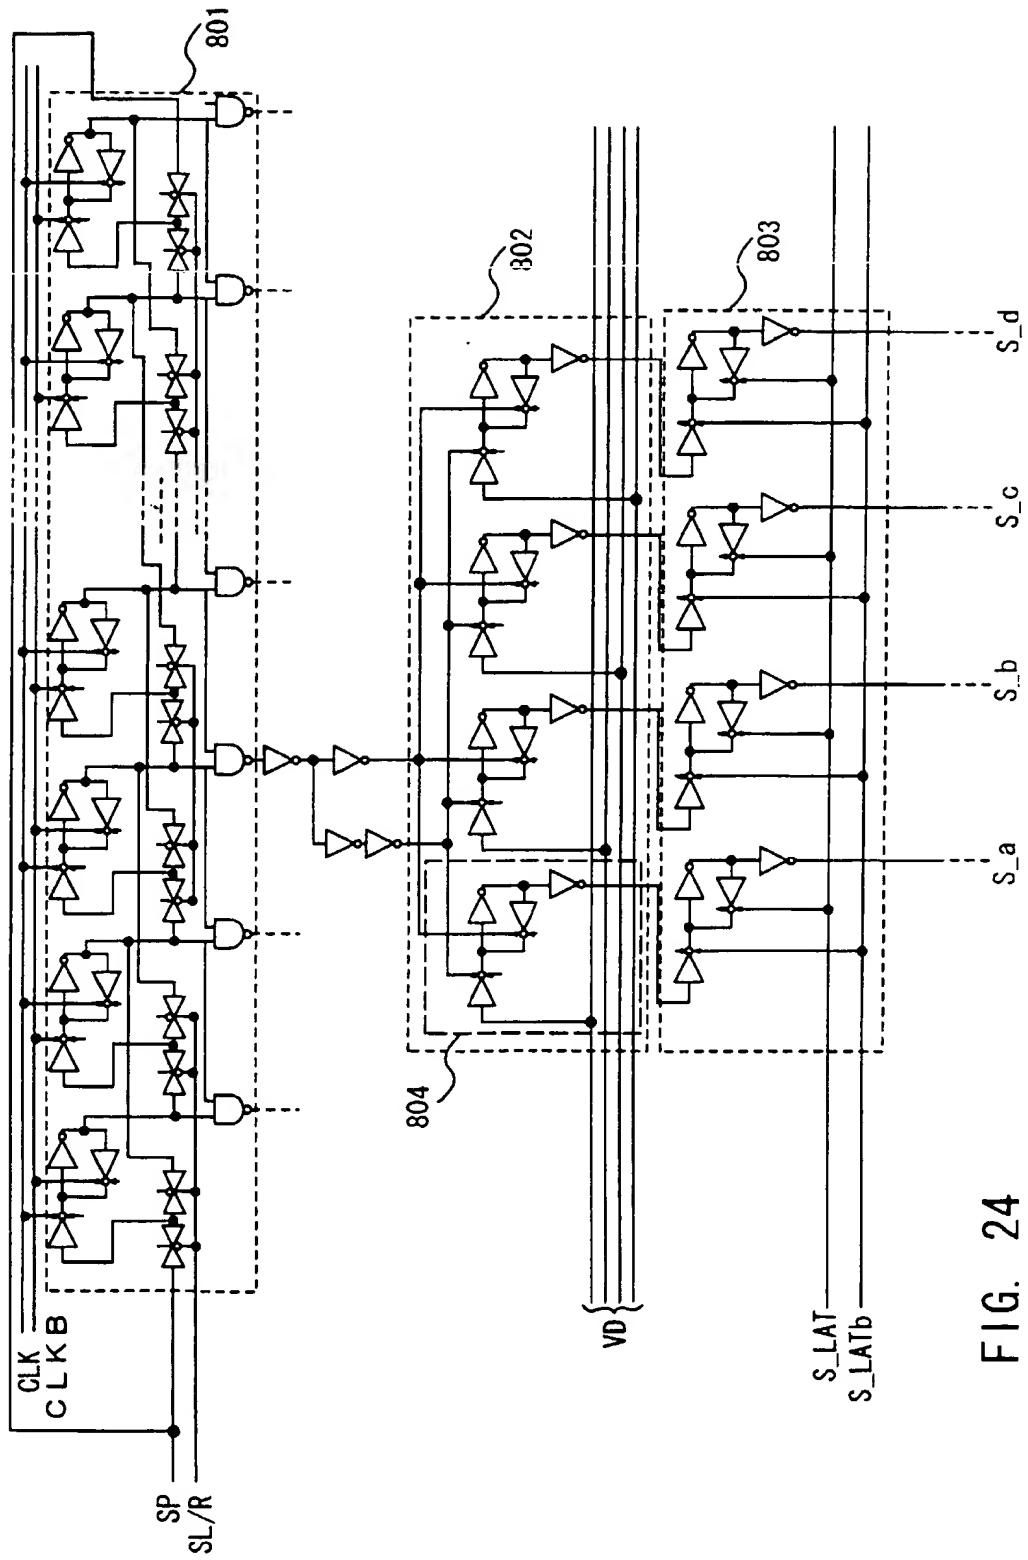 CLK
CLKB
SP
SL/R
801
802
804
VD
803
S_LAT
S_LATb
S_a
S_b
S_c
S_d
FIG. 24